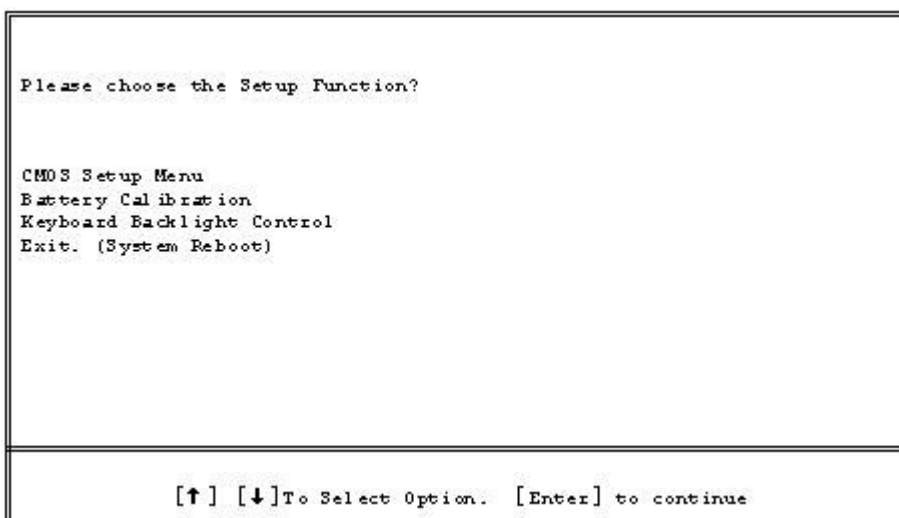 Please choose the Setup Function?
CMOS Setup Menu
Battery Calibration
Keyboard Backlight Control
Exit. (System Reboot)
[↑] [↓]To Select Option. [Enter] to continue